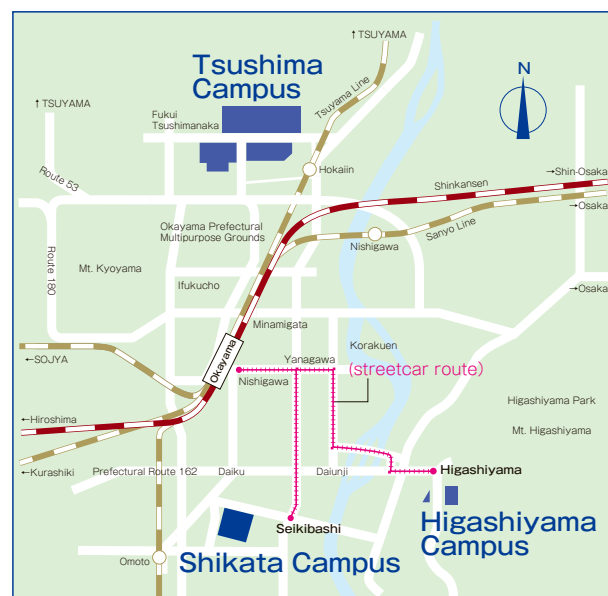 ↑TSUYAMA
Tsushima
Campus
N
↑TSUYAMA
Tsuyama Line
Fukui
Tsushimanaka
Hokaiin
→Shin-Osaka
Route 53
Shinkansen
→Osaka
Sanyo Line
Okayama Prefectural
Multipurpose Grounds
Nishigawa
Route 180
Mt. Kyoyama
Ifukucho
→Osaka
Minamigata
Okayama
Korakuen
←SOJYA
Yanagawa
(streetcar route)
Nishigawa
Higashiyama Park
←Hiroshima
Mt. Higashiyama
←Kurashiki
Prefectural Route 162
Daiku
Daiunji
Higashiyama
Seikibashi
Higashiyama
Campus
Shikata Campus
Omoto